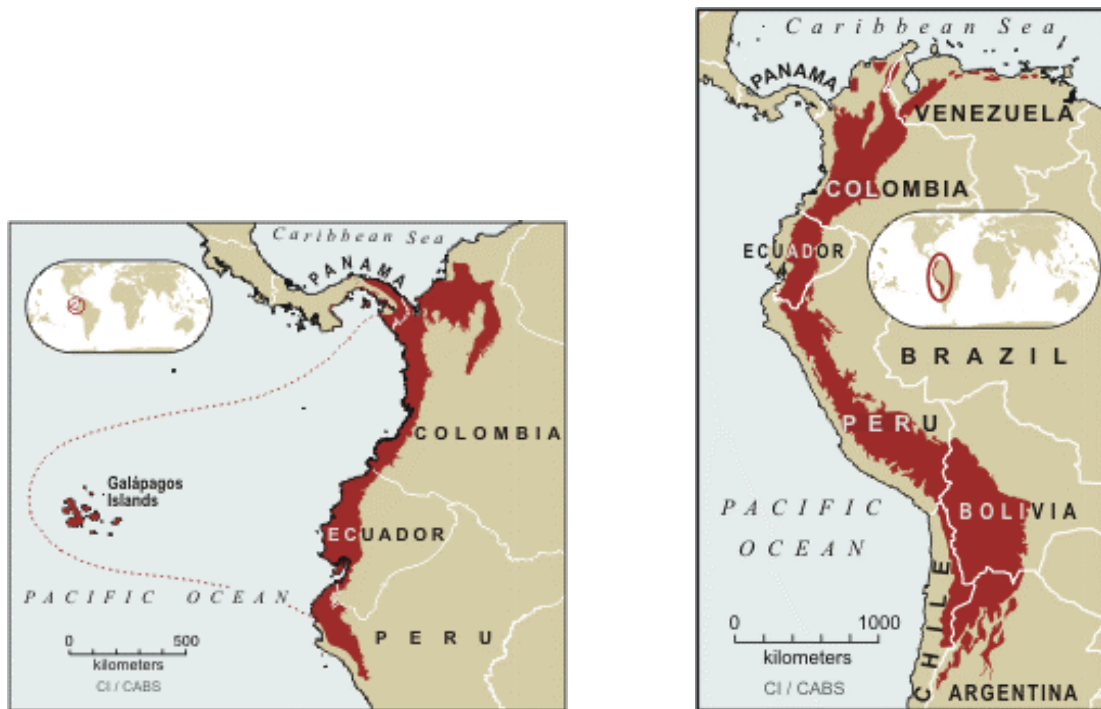 Caribbean Sea
PANAMA
COLOMBIA
Galápagos
Islands
ECUADOR
PACIFIC OCEAN
PERU
0 500
kilometers
CI / CABS
Caribbean Sea
PANAMA
VENEZUELA
COLOMBIA
ECUADOR
BRAZIL
PERU
PACIFIC
OCEAN
BOLIVIA
CHILE
0 1000
kilometers
CI / CABS
ARGENTINA